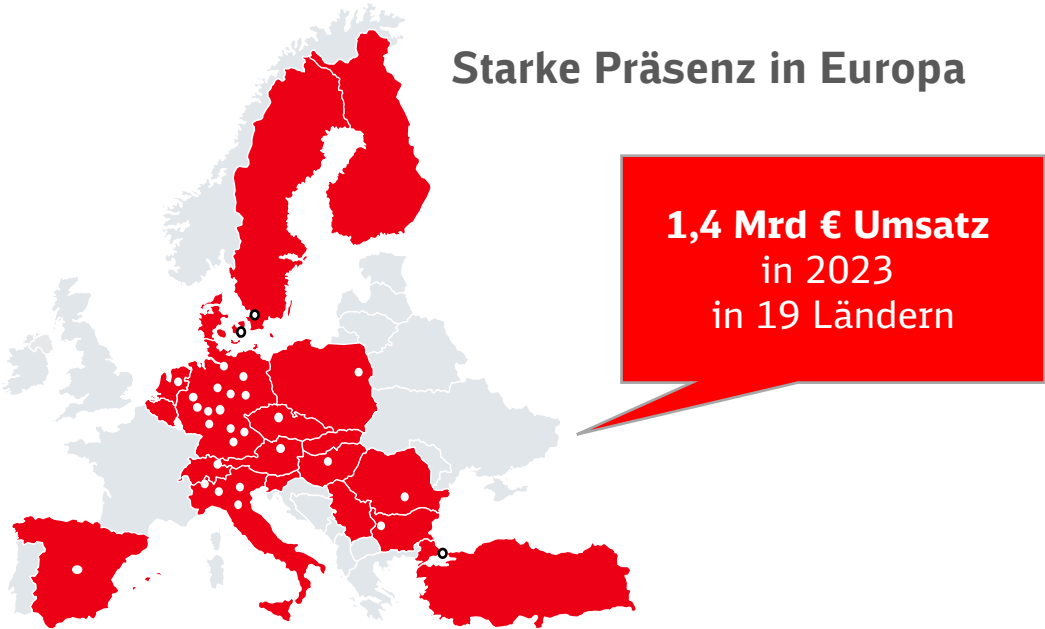 Starke Präsenz in Europa
1,4 Mrd € Umsatz
in 2023
in 19 Ländern